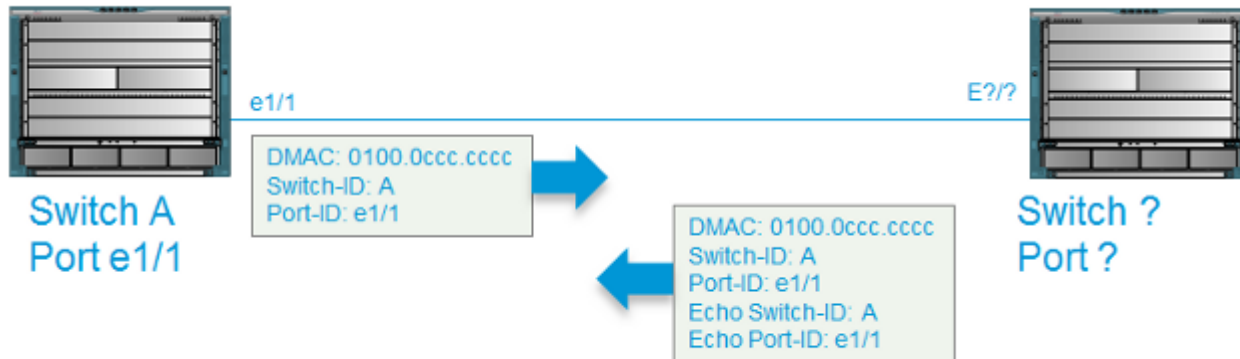 e1/1
E?/?
DMAC: 0100.0ccc.cccc
Switch-ID: A
Port-ID: e1/1
Switch A
Port e1/1
DMAC: 0100.0ccc.cccc
Switch-ID: A
Port-ID: e1/1
Echo Switch-ID: A
Echo Port-ID: e1/1
Switch ?
Port ?